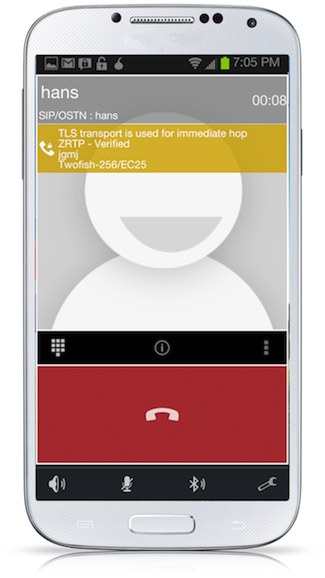 7:05 PM
hans
00:08
SIP/OSTN : hans
TLS transport is used for immediate hop
ZRTP - Verified
jgmj
Twofish-256/EC25